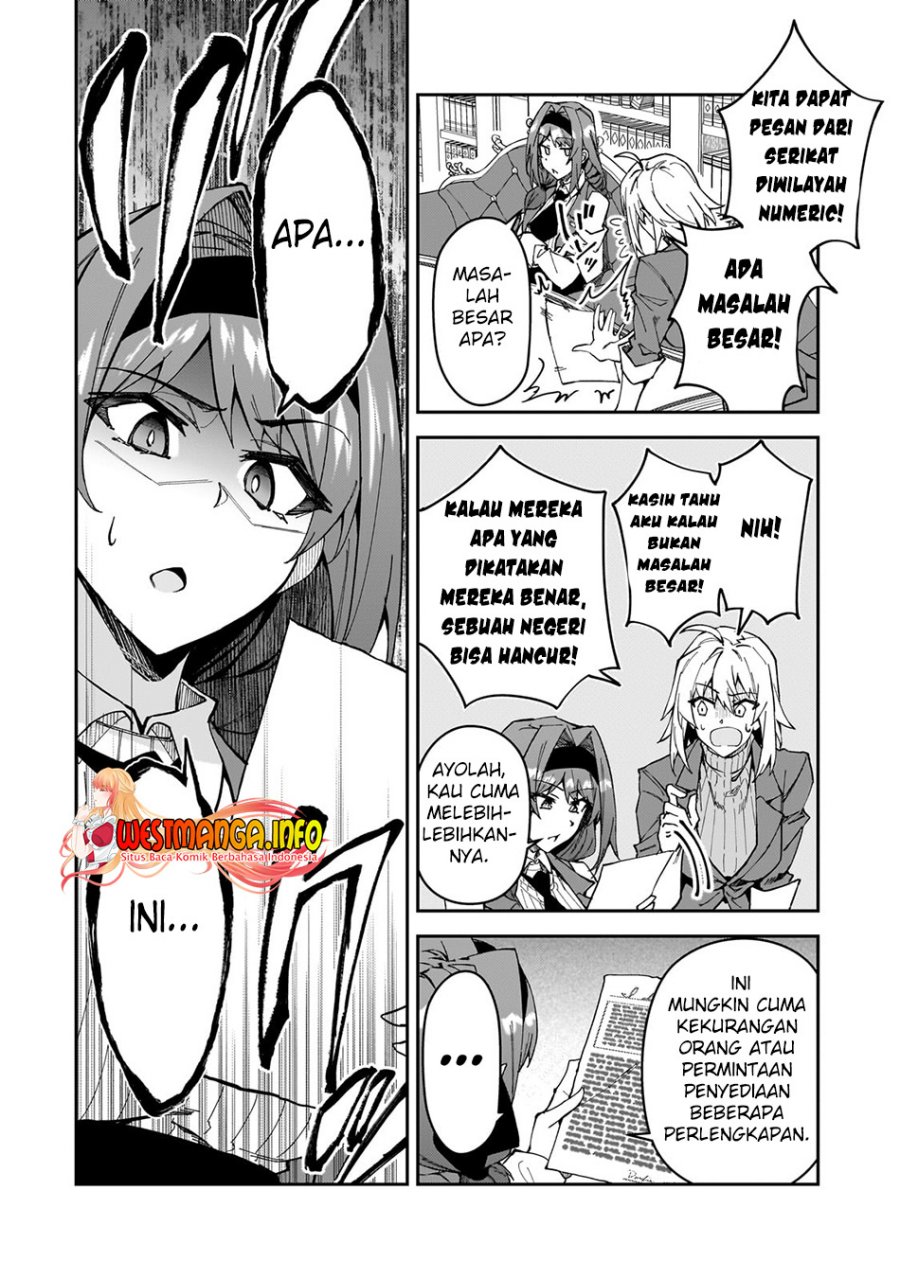 KITA DAPAT
PESAN DARI
SERIKAT
DIWILAYAH
NUMERIC!
ADA
MASALAH
BESAR!
MASA-
LAH
BESAR
APA?
NIH!
KASIH TAHU
AKU KALAU
BUKAN
MASALAH
BESAR!
KALAU MEREKA
APA YANG
DIKATAKAN
MEREKA BENAR,
SEBUAH NEGERI
BISA HANCUR!
AYOLAH,
KAU CUMA
MELEBIH-
LEBIHKAN-
NYA.
INI
MUNGKIN CUMA
KEKURANGAN
ORANG ATAU
PERMINTAAN
PENYEDIAAN
BEBERAPA
PERLENGKAPAN.
...
APA...
INI...
WESTMANGA.INFO
Situs Baca Komik Berbahasa Indonesia